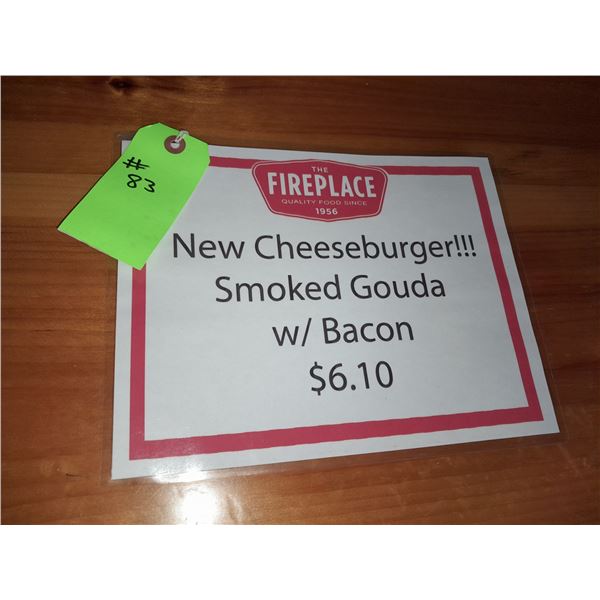 #
83
THE
FIREPLACE
QUALITY FOOD SINCE
1956
New Cheeseburger!!!
Smoked Gouda
w/ Bacon
$6.10